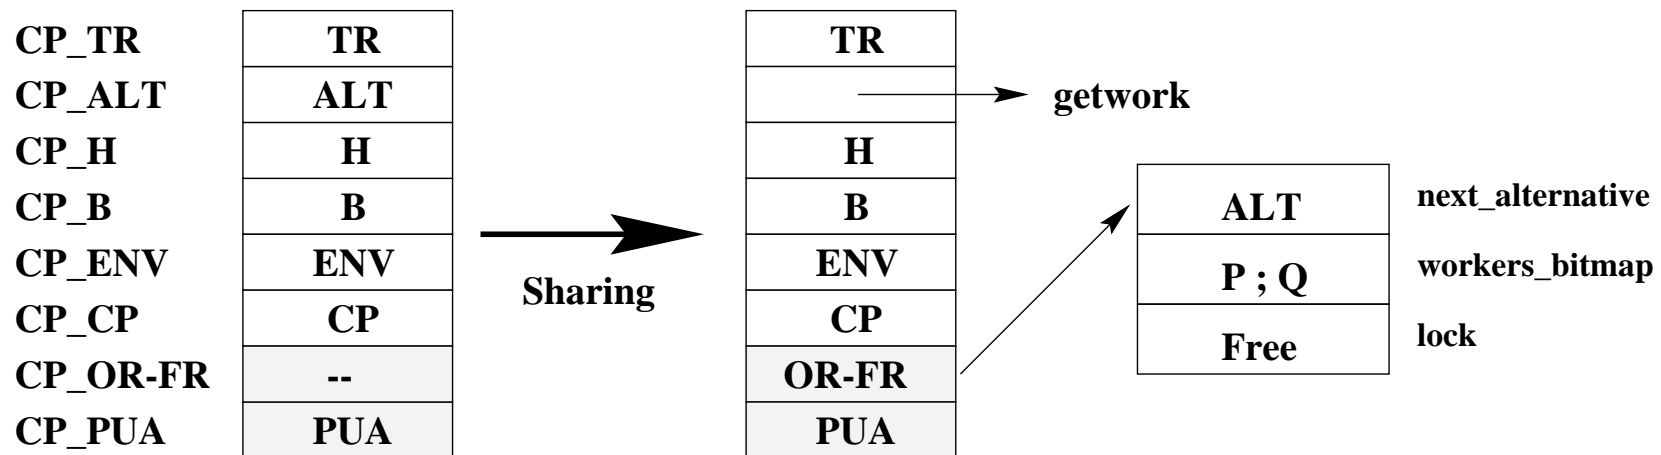 CP_TR TR TR
CP_ALT ALT getwork
CP_H H H
CP_B B B ALT next_alternative
CP_ENV ENV ENV P ; Q workers_bitmap
Sharing
CP_CP CP CP Free lock
CP_OR-FR -- OR-FR
CP_PUA PUA PUA